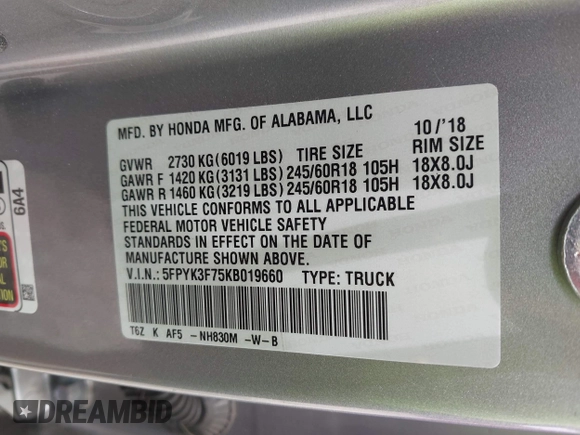 MFD. BY HONDA MFG. OF ALABAMA, LLC 10/'18
GVWR 2730 KG(6019 LBS) TIRE SIZE RIM SIZE
GAWR F 1420 KG(3131 LBS)245/60R18 105H 18X8.0J
GAWR R 1460 KG(3219 LBS)245/60R18 105H 18X8.0J
THIS VEHICLE CONFORMS TO ALL APPLICABLE
FEDERAL MOTOR VEHICLE SAFETY
STANDARDS IN EFFECT ON THE DATE OF
MANUFACTURE SHOWN ABOVE.
V.I.N.: 5FPYK3F75KB019660 TYPE: TRUCK
T6Z K AF5 -NH830M -W-B
6A4
DREAMBID